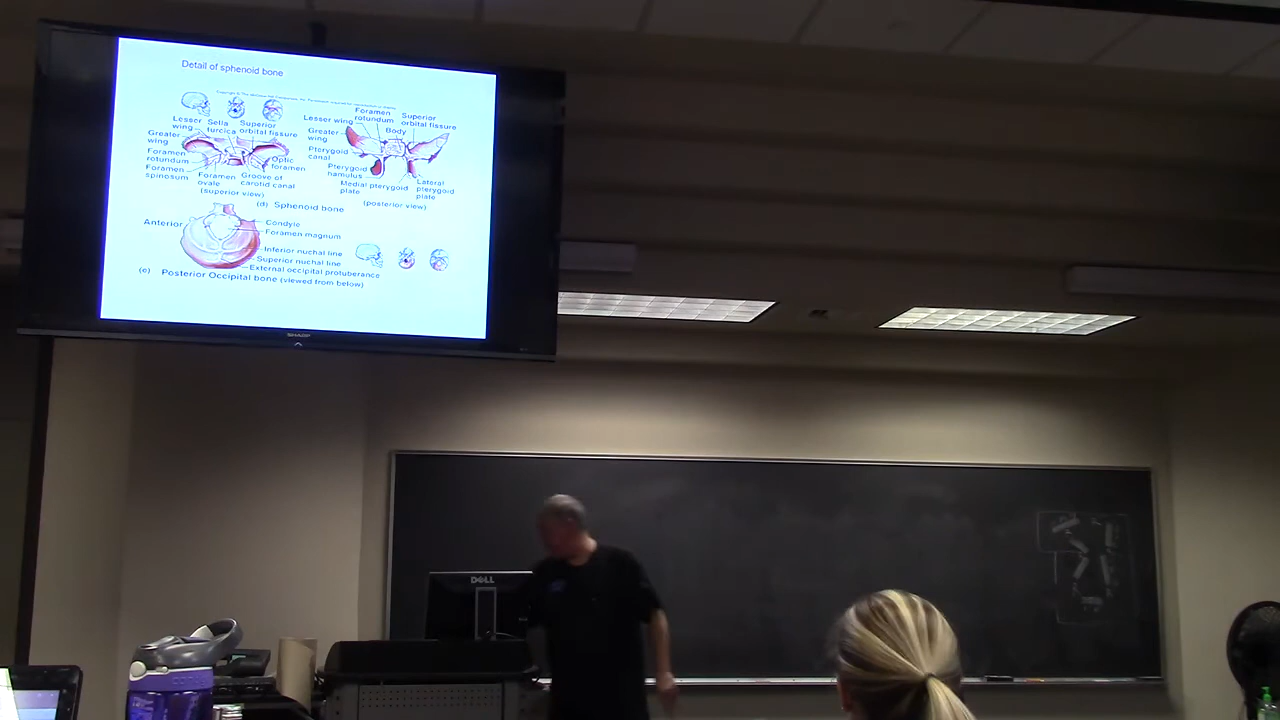 Detail of sphenoid bone
Lesser wing
Sella turcica
Superior orbital fissure
Greater wing
Foramen rotundum
Foramen spinosum
Foramen ovale
Groove of carotid canal
Optic foramen
(superior view)
Foramen rotundum
Superior orbital fissure
Lesser wing
Body
Greater wing
Pterygoid canal
Pterygoid hamulus
Medial pterygoid plate
Lateral pterygoid plate
(posterior view)
(d) Sphenoid bone
Anterior
Condyle
Foramen magnum
Inferior nuchal line
Superior nuchal line
External occipital protuberance
(e) Posterior Occipital bone (viewed from below)
SHARP
DELL